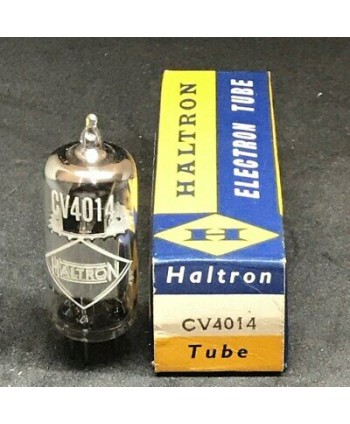 CV4014
HALTRON
HALTRON
ELECTRON TUBE
H
Haltron
CV4014
Tube